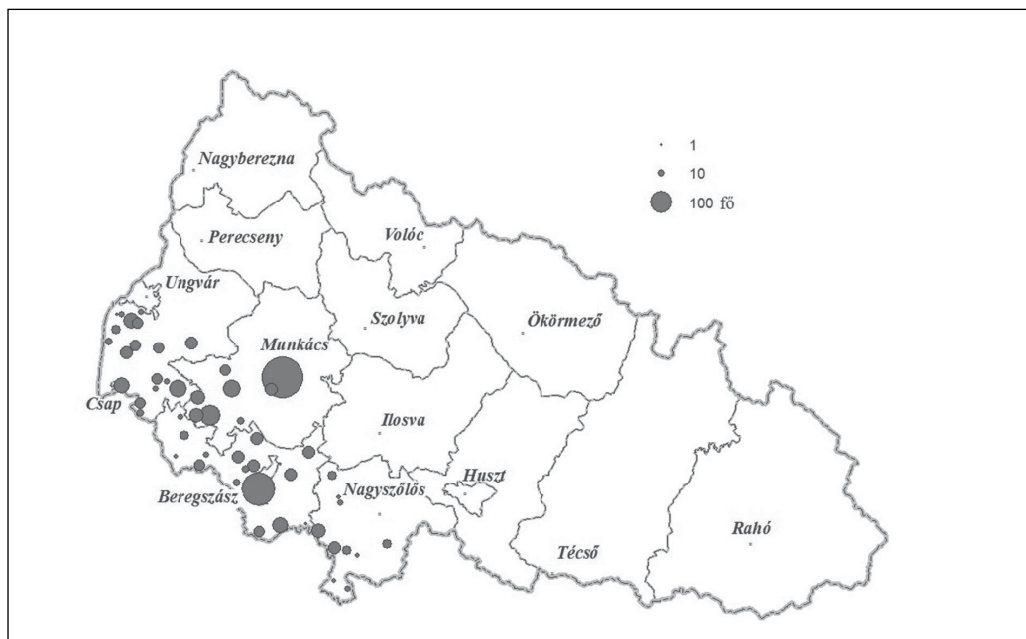 1
Nagyberezna
10
100 fő
Perecseny
Volóc
Ungvár
Szolyva
Ökörmező
Munkács
Csap
Ilosva
Huszt
Beregszász
Nagyszőlős
Rahó
Técső